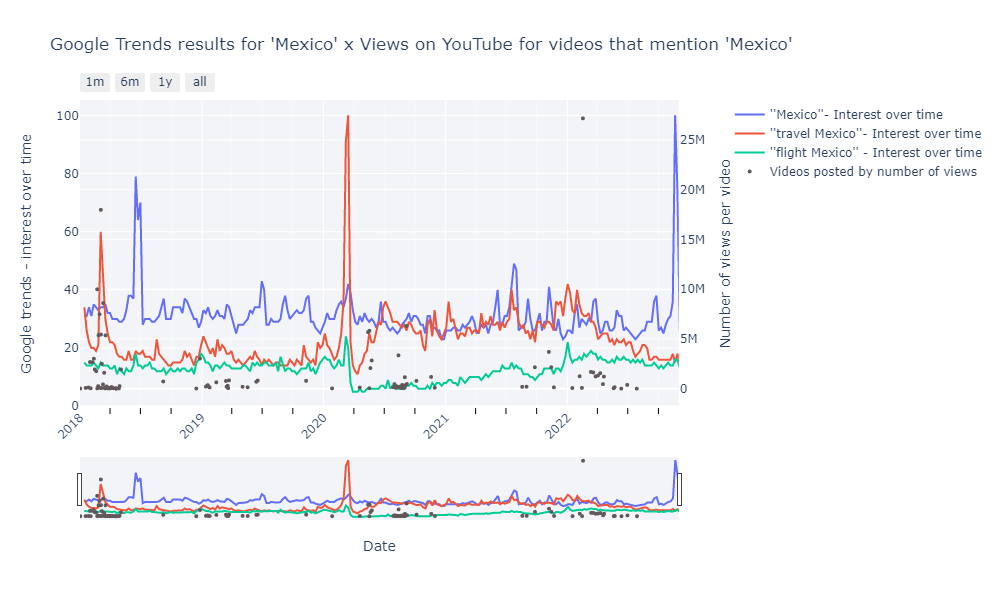 Google Trends results for 'Mexico' x Views on YouTube for videos that mention 'Mexico'
1m 6m 1y all
Google trends - interest over time
100
80
60
40
20
0
25M
20M
15M
10M
5M
0
Number of views per video
"Mexico"- Interest over time
"travel Mexico"- Interest over time
"flight Mexico" - Interest over time
Videos posted by number of views
2018 2019 2020 2021 2022
Date